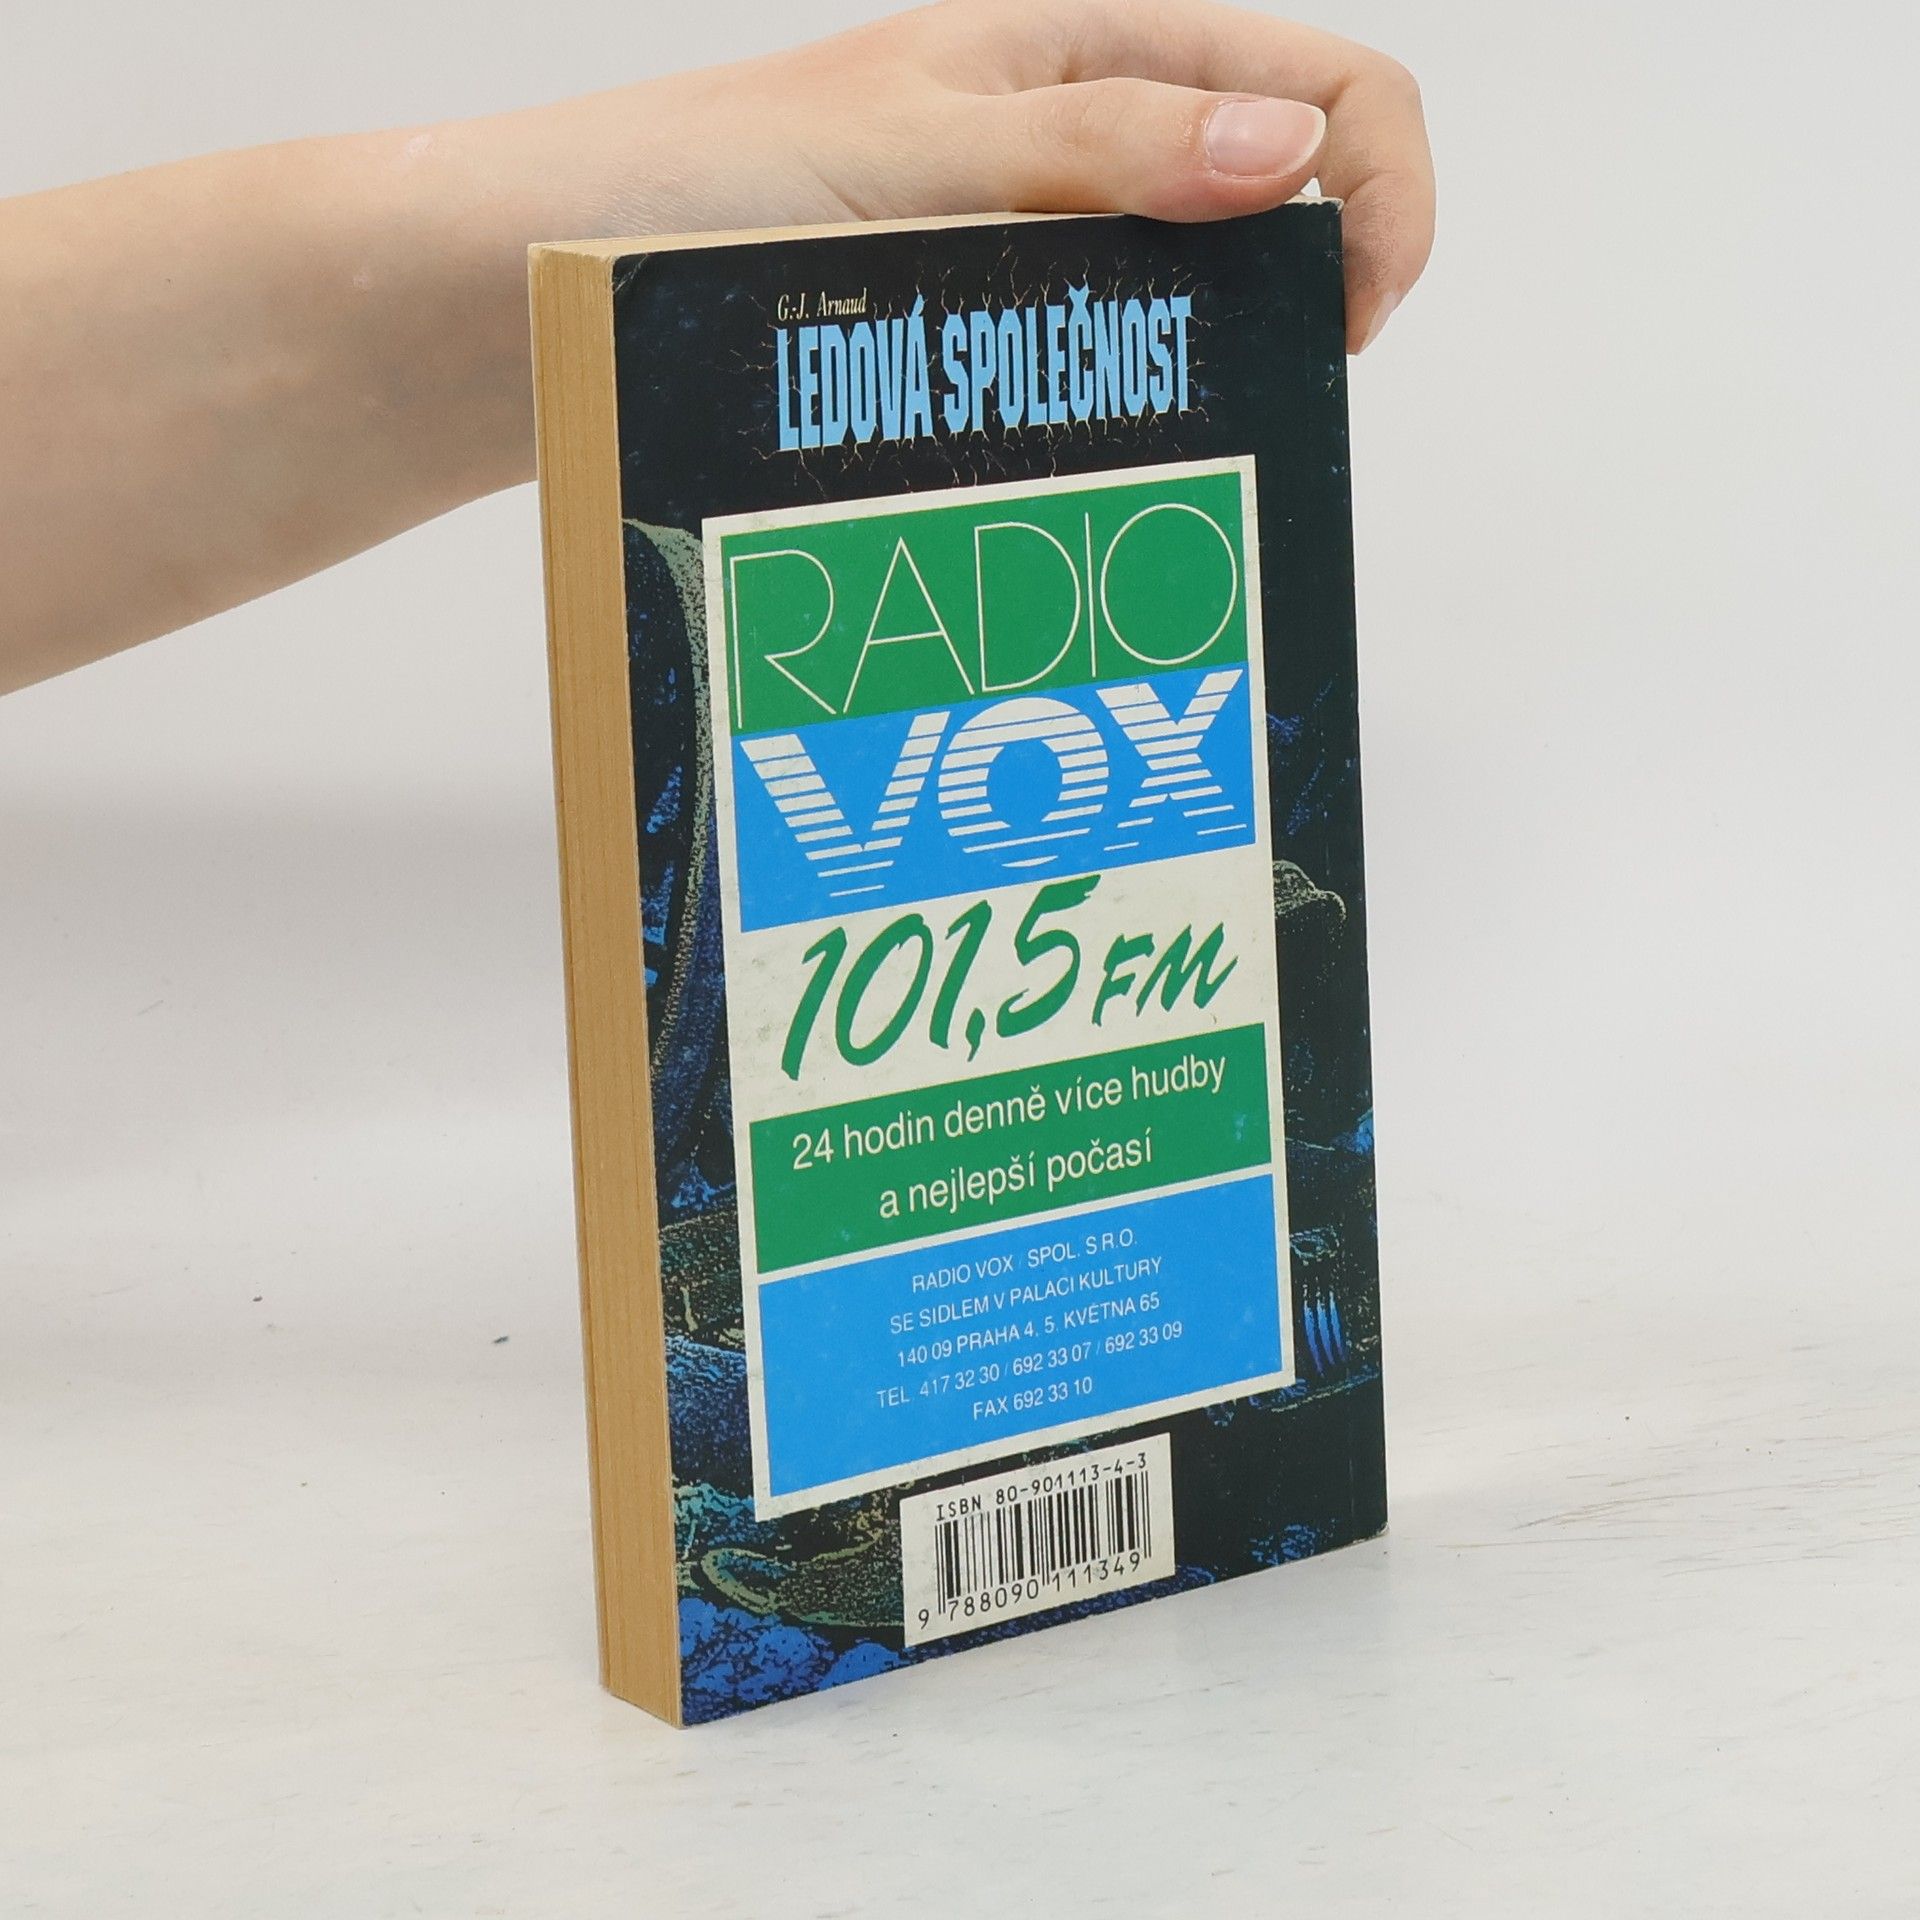 G.-J. Arnaud
LEDOVÁ SPOLEČNOST
RADIO
VOX
101,5 FM
24 hodin denně více hudby
a nejlepší počasí
RADIO VOX / SPOL. S R.O.
SE SIDLEM V PALACI KULTURY
140 09 PRAHA 4, 5. KVĚTNA 65
TEL. 417 32 30 / 692 33 07 / 692 33 09
FAX 692 33 10
ISBN 80-901113-4-3
9 788090 111349